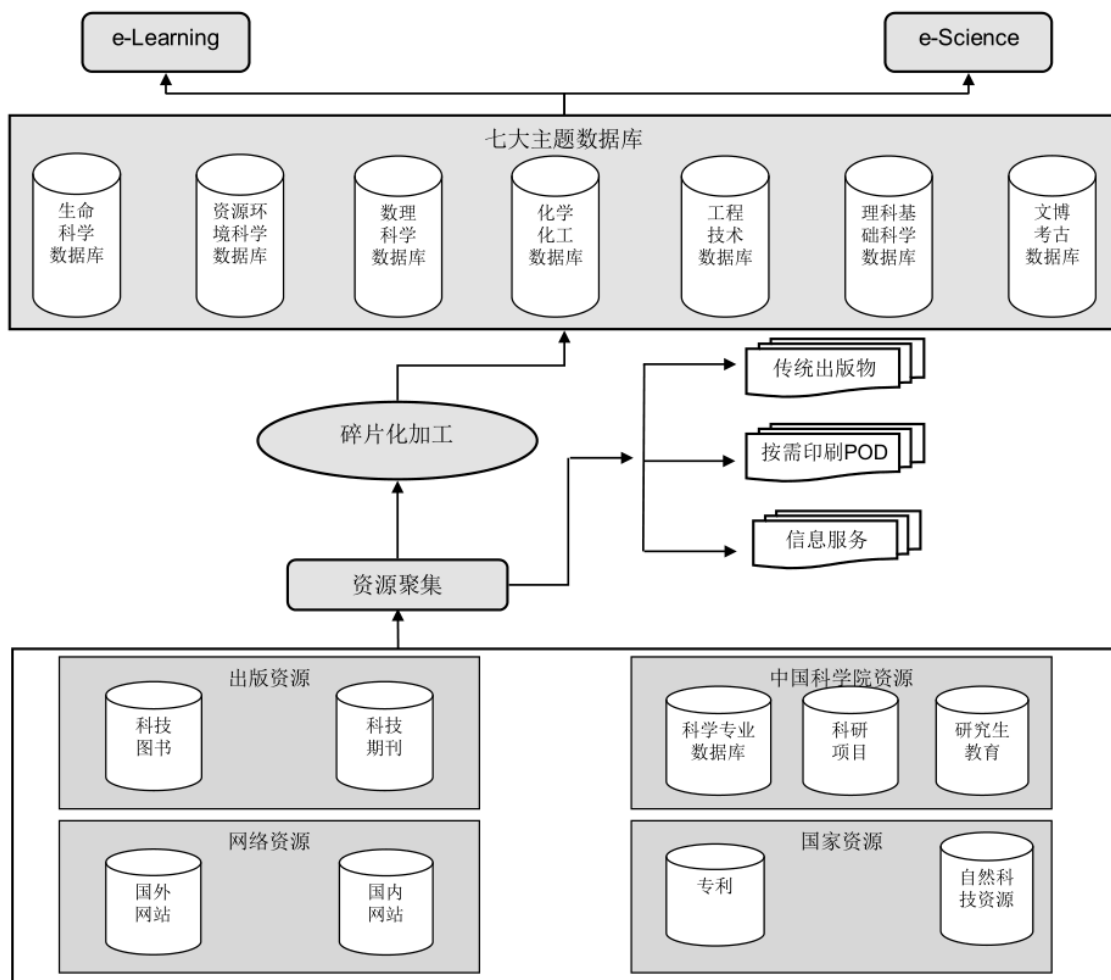 e-Learning
e-Science
七大主题数据库
生命
科学
数据库
资源环
境科学
数据库
数理
科学
数据库
化学
化工
数据库
工程
技术
数据库
理科基
础科学
数据库
文博
考古
数据库
传统出版物
碎片化加工
按需印刷POD
信息服务
资源聚集
出版资源
科技
图书
科技
期刊
中国科学院资源
科学专业
数据库
科研
项目
研究生
教育
网络资源
国外
网站
国内
网站
国家资源
专利
自然科
技资源